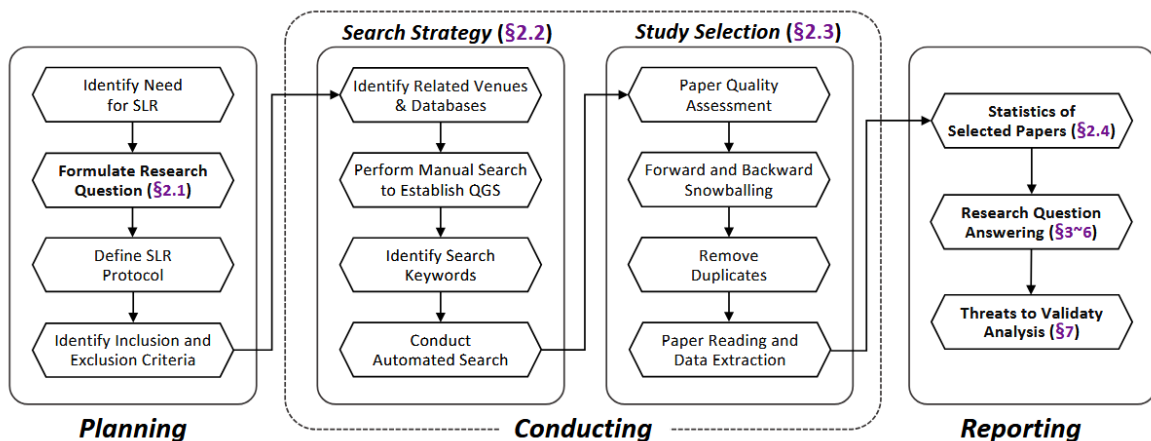 Search Strategy (§2.2)
Study Selection (§2.3)
Identify Need
for SLR
Formulate Research
Question (§2.1)
Define SLR
Protocol
Identify Inclusion and
Exclusion Criteria
Identify Related Venues
& Databases
Perform Manual Search
to Establish QGS
Identify Search
Keywords
Conduct
Automated Search
Paper Quality
Assessment
Forward and Backward
Snowballing
Remove
Duplicates
Paper Reading and
Data Extraction
Statistics of
Selected Papers (§2.4)
Research Question
Answering (§3~6)
Threats to Validaty
Analysis (§7)
Planning
Conducting
Reporting